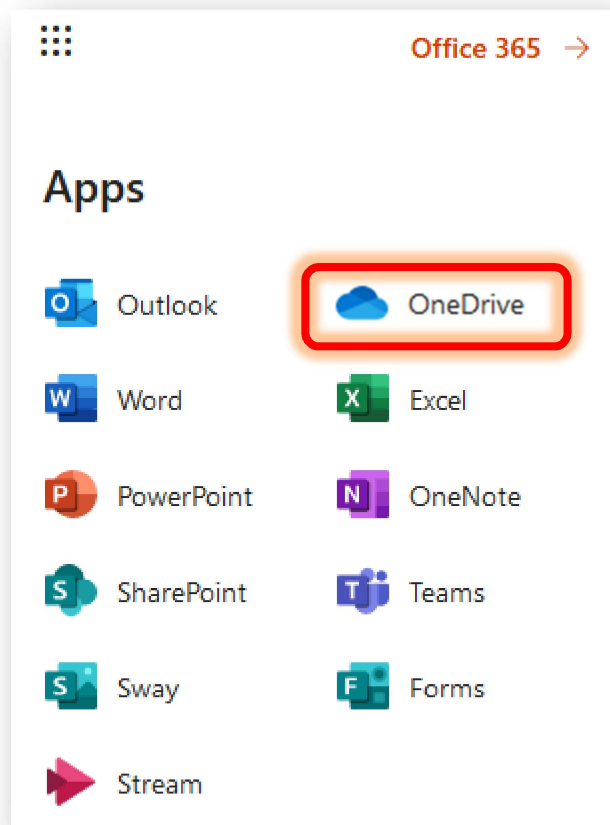 Office 365 →
Apps
Outlook OneDrive
Word Excel
PowerPoint OneNote
SharePoint Teams
Sway Forms
Stream